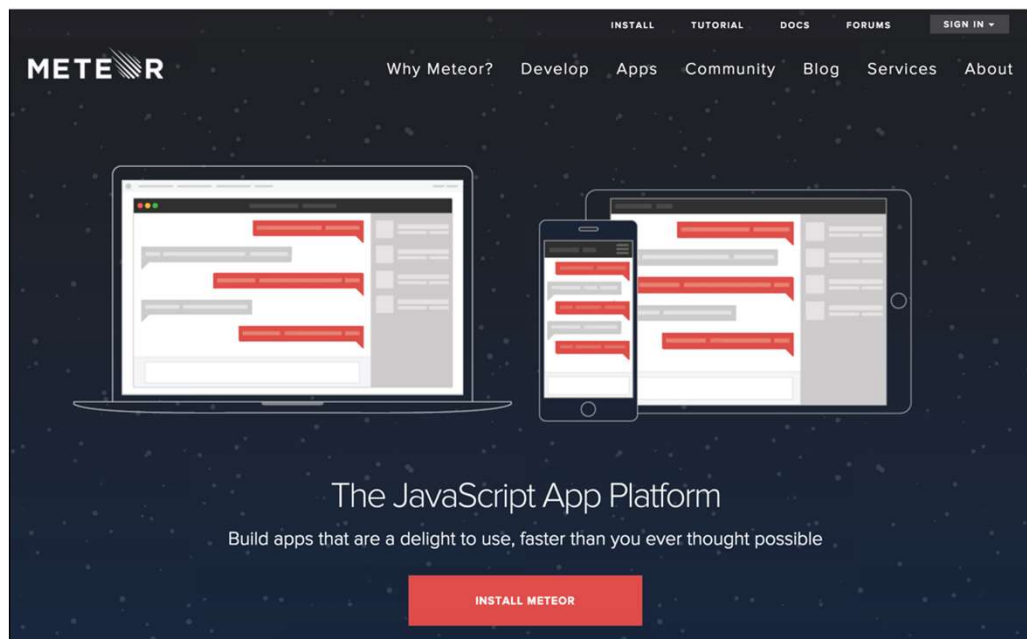 INSTALL TUTORIAL DOCS FORUMS SIGN IN
METEOR
Why Meteor? Develop Apps Community Blog Services About
The JavaScript App Platform
Build apps that are a delight to use, faster than you ever thought possible
INSTALL METEOR